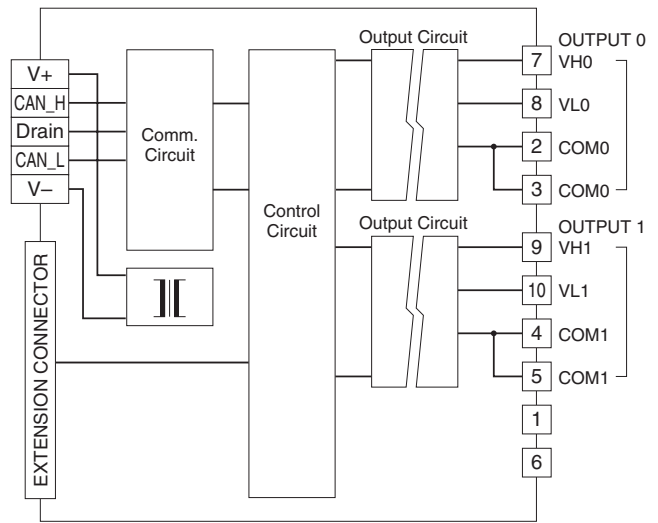 Output Circuit
OUTPUT 0
V+
CAN_H
Drain
CAN_L
V–
Comm.
Circuit
Control
Circuit
7 VH0
8 VL0
2 COM0
3 COM0
Output Circuit
OUTPUT 1
9 VH1
10 VL1
4 COM1
5 COM1
1
6
EXTENSION CONNECTOR